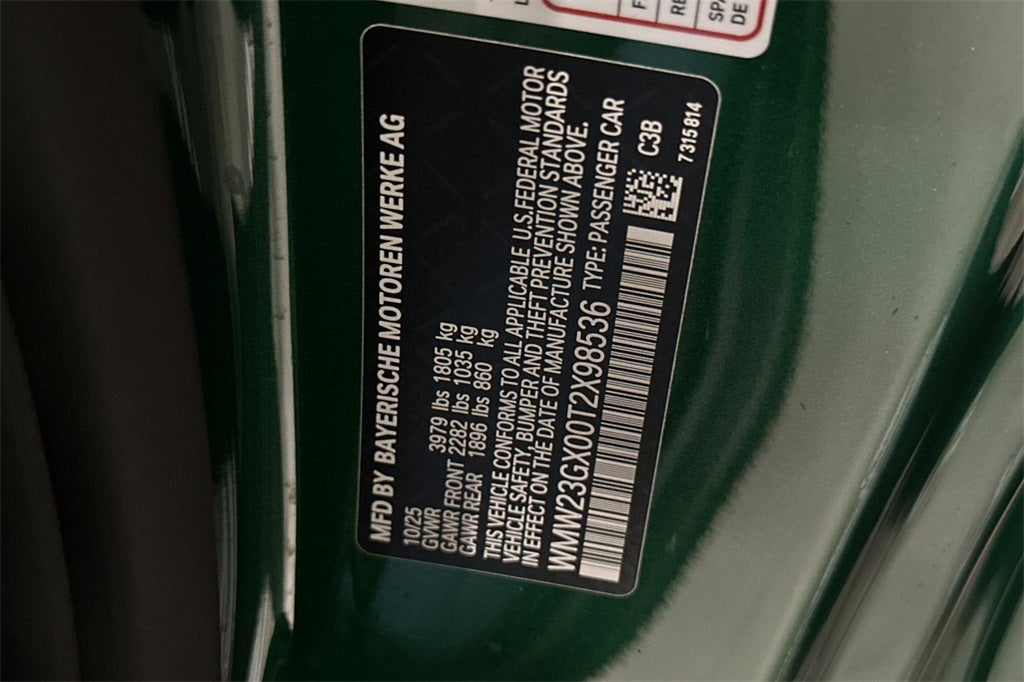 MFD BY BAYERISCHE MOTOREN WERKE AG
10/25
GVWR 3979 lbs 1805 kg
GAWR FRONT 2282 lbs 1035 kg
GAWR REAR 1896 lbs 860 kg
THIS VEHICLE CONFORMS TO ALL APPLICABLE U.S.FEDERAL MOTOR
VEHICLE SAFETY, BUMPER AND THEFT PREVENTION STANDARDS
IN EFFECT ON THE DATE OF MANUFACTURE SHOWN ABOVE.
WMW23GX00T2X98536 TYPE: PASSENGER CAR
C3B
7315814
SPA
DE